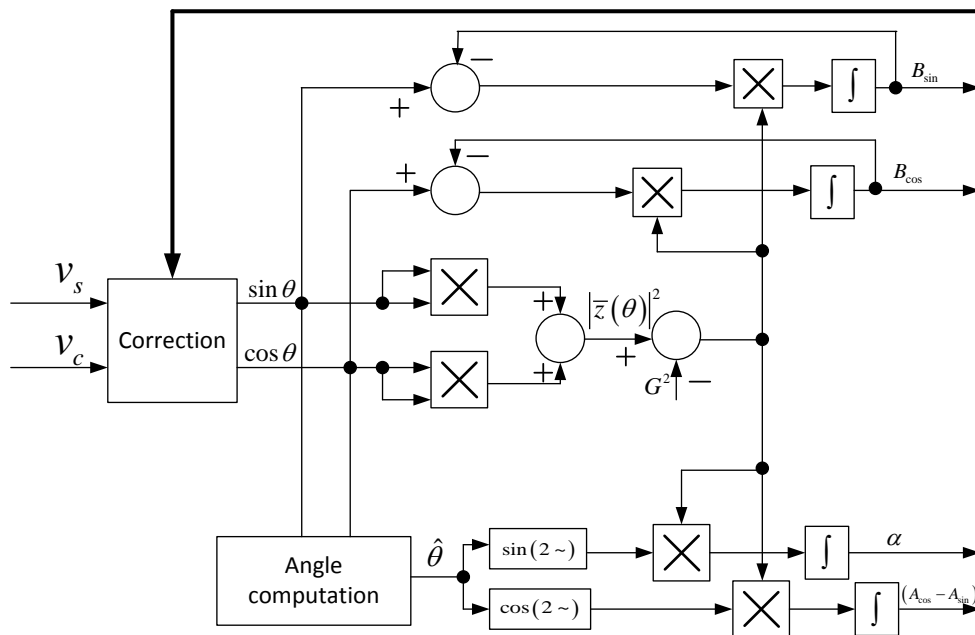 −
B_sin
+
×
∫
−
B_cos
+
×
∫
v_s
sin θ
×
+
|z̄(θ)|²
Correction
v_c
cos θ
+
+
×
G²
−
Angle
computation
θ̂
sin(2 ~)
×
∫
α
cos(2 ~)
×
∫
(A_cos − A_sin)